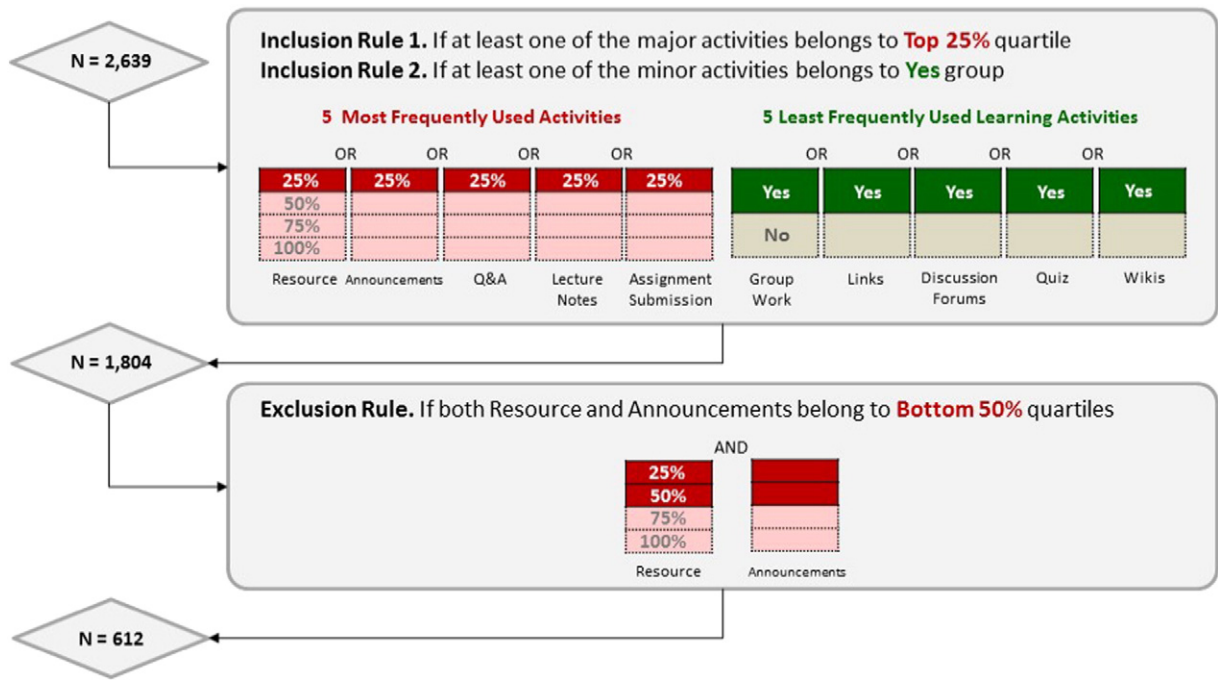 N = 2,639
Inclusion Rule 1. If at least one of the major activities belongs to Top 25% quartile
Inclusion Rule 2. If at least one of the minor activities belongs to Yes group
5 Most Frequently Used Activities
5 Least Frequently Used Learning Activities
OR OR OR OR
OR OR OR OR
25% 25% 25% 25% 25%
50%
75%
100%
Yes Yes Yes Yes Yes
No
Resource Announcements Q&A Lecture Notes Assignment Submission
Group Work Links Discussion Forums Quiz Wikis
N = 1,804
Exclusion Rule. If both Resource and Announcements belong to Bottom 50% quartiles
AND
25%
50%
75%
100%
Resource Announcements
N = 612